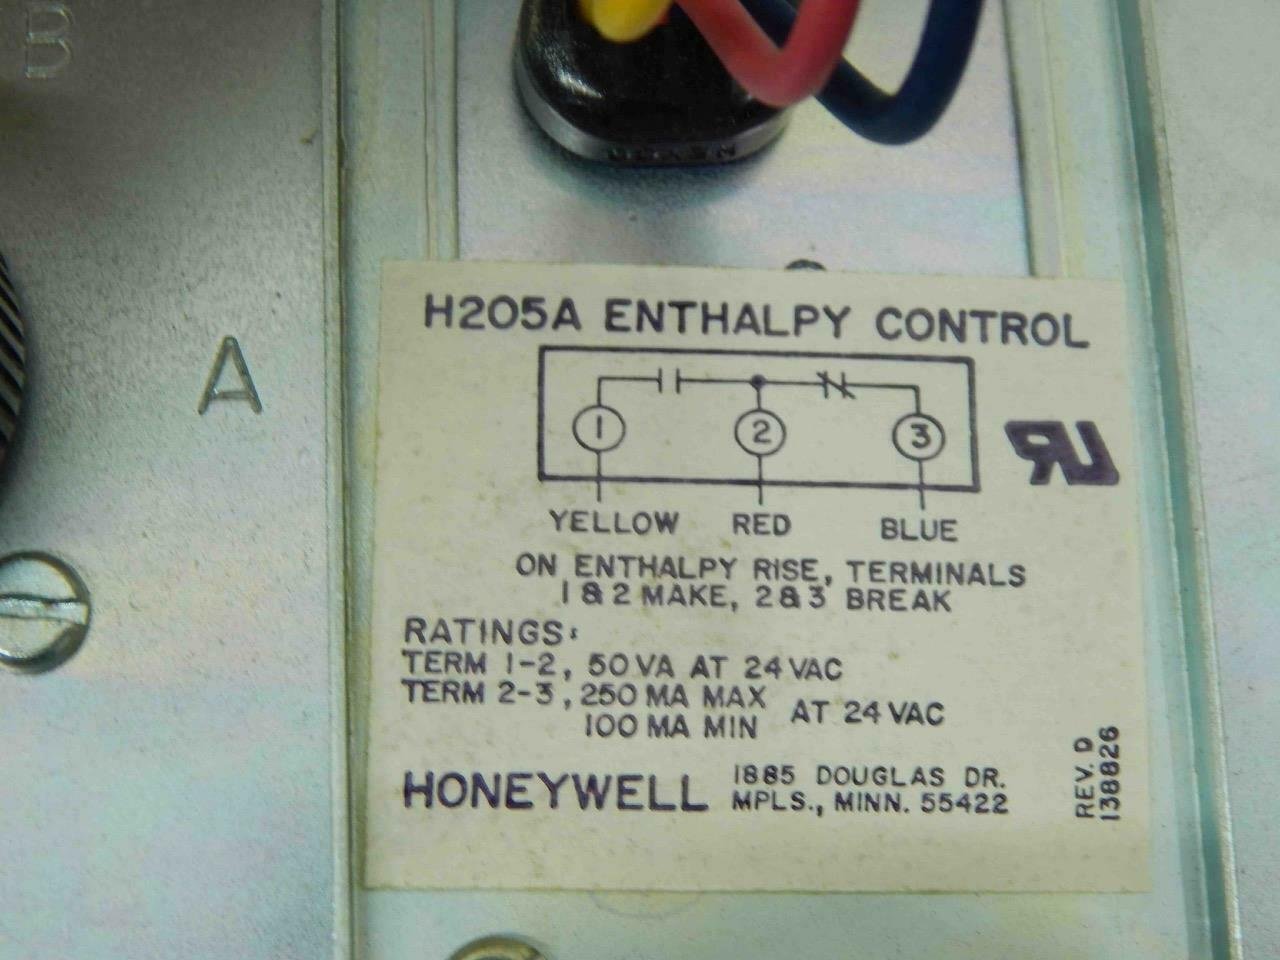 B
A
H205A ENTHALPY CONTROL
1 2 3
YELLOW RED BLUE
ON ENTHALPY RISE, TERMINALS
1 & 2 MAKE, 2 & 3 BREAK
RATINGS:
TERM 1-2, 50 VA AT 24 VAC
TERM 2-3, 250 MA MAX
100 MA MIN AT 24 VAC
HONEYWELL
1885 DOUGLAS DR.
MPLS., MINN. 55422
REV. D
138826